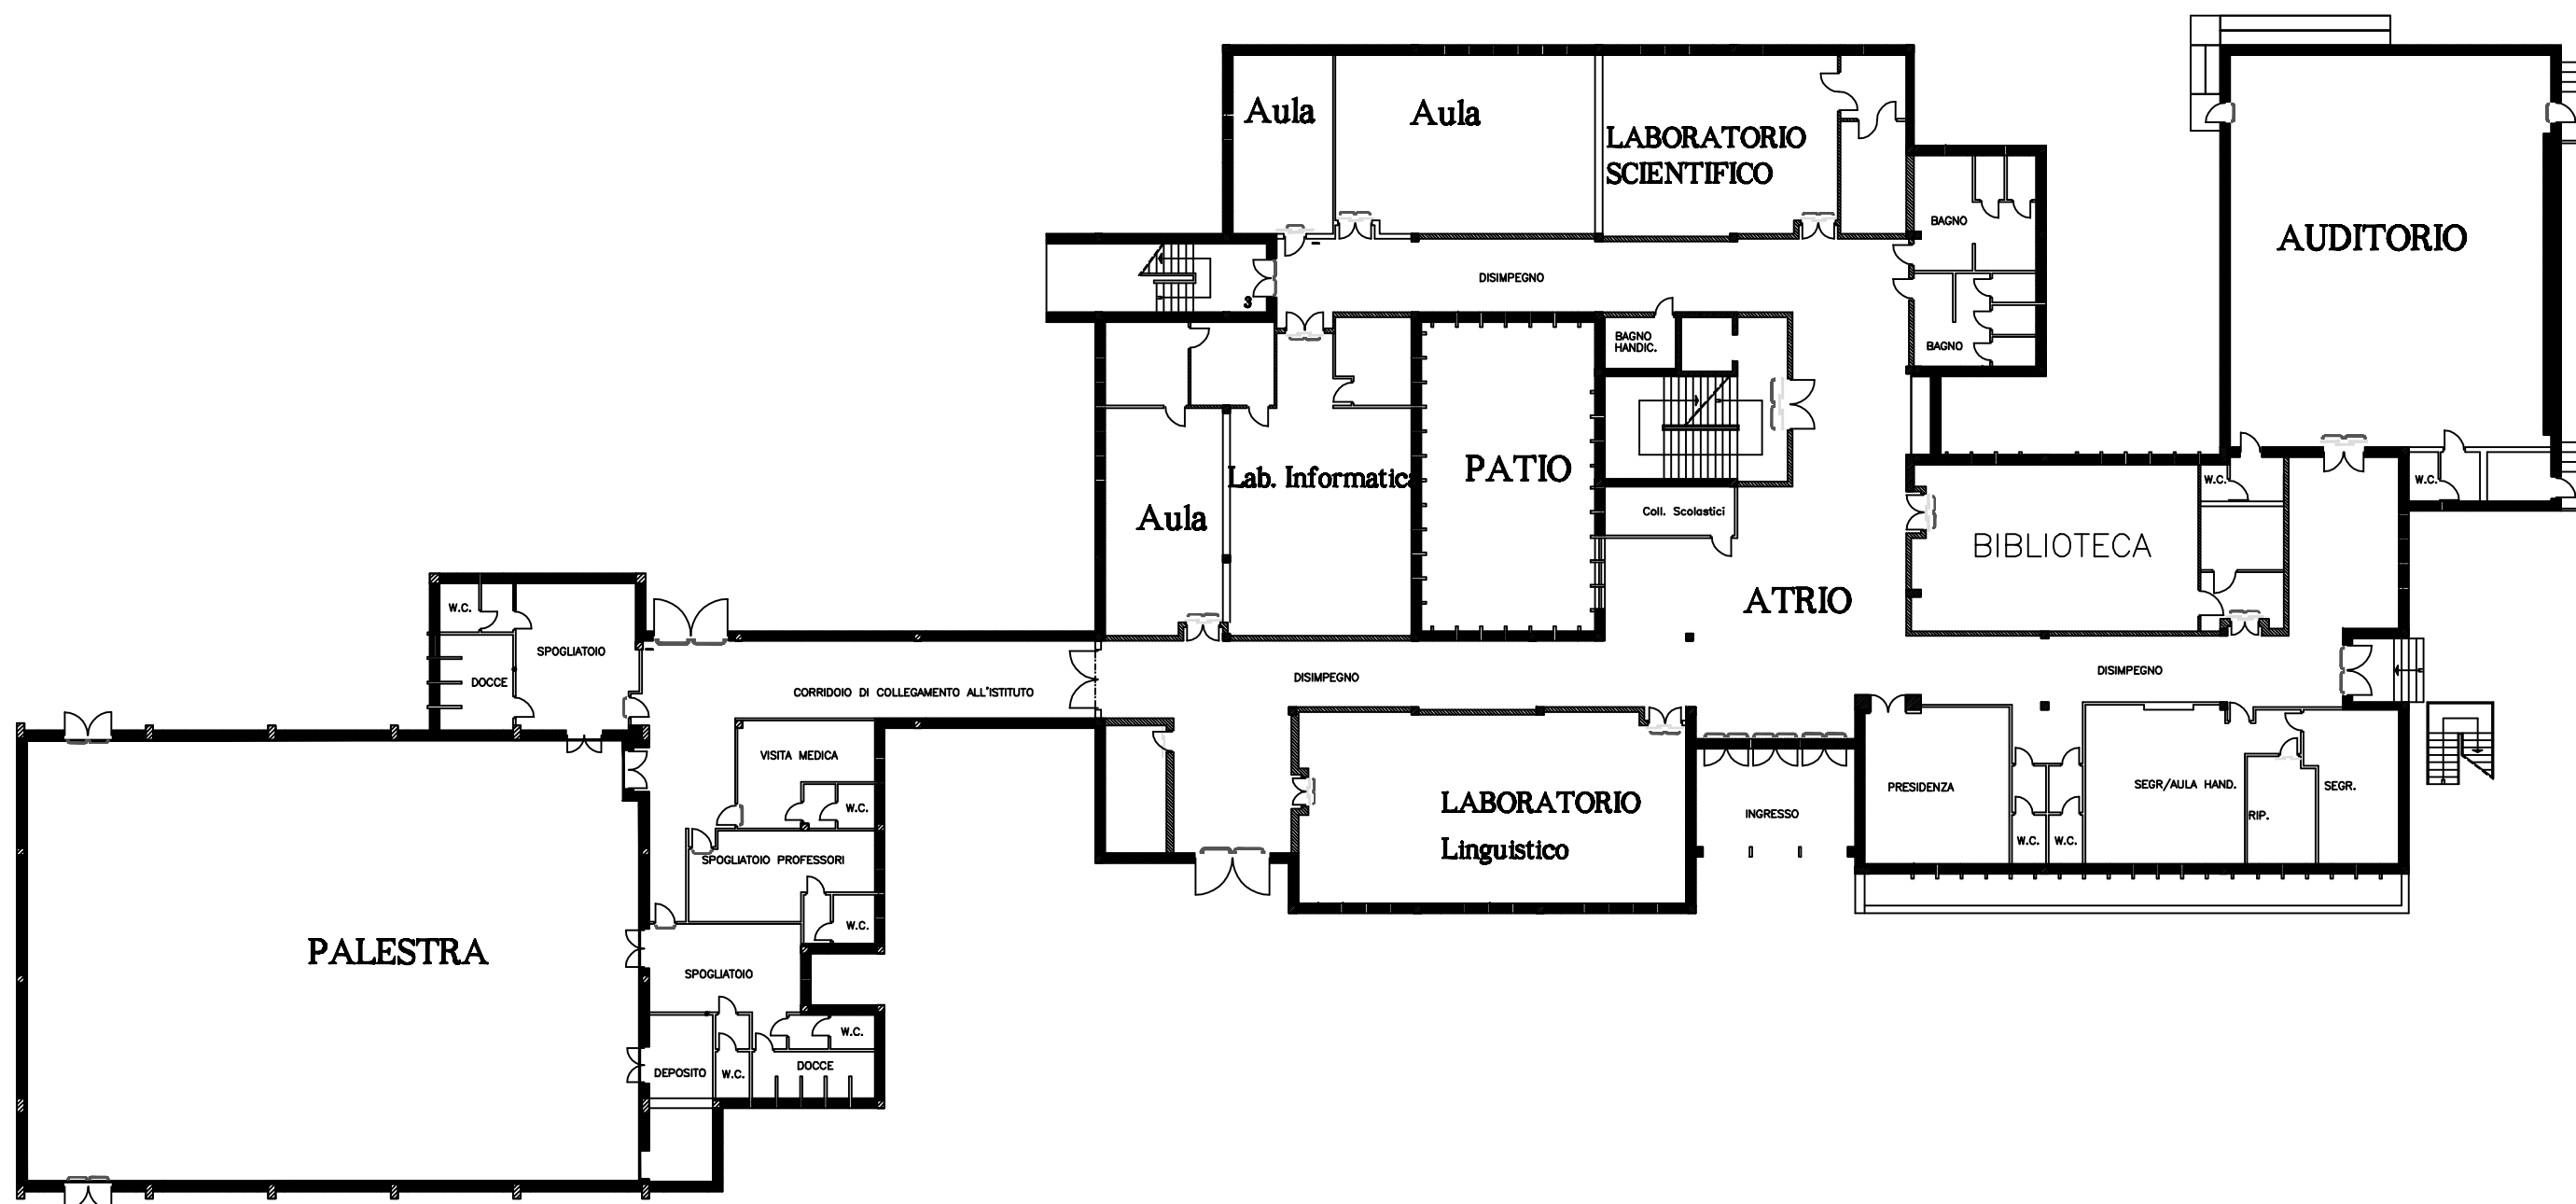 Aula
Aula
LABORATORIO
SCIENTIFICO
BAGNO
AUDITORIO
DISIMPEGNO
3
BAGNO
HANDIC.
BAGNO
Lab. Informatica
PATIO
W.C.
W.C.
Aula
Coll. Scolastici
BIBLIOTECA
ATRIO
W.C.
SPOGLIATOIO
DOCCE
CORRIDOIO DI COLLEGAMENTO ALL'ISTITUTO
DISIMPEGNO
DISIMPEGNO
VISITA MEDICA
W.C.
LABORATORIO
Linguistico
INGRESSO
PRESIDENZA
SEGR/AULA HAND.
SEGR.
RIP.
W.C.
W.C.
SPOGLIATOIO PROFESSORI
W.C.
PALESTRA
SPOGLIATOIO
W.C.
DEPOSITO
W.C.
DOCCE